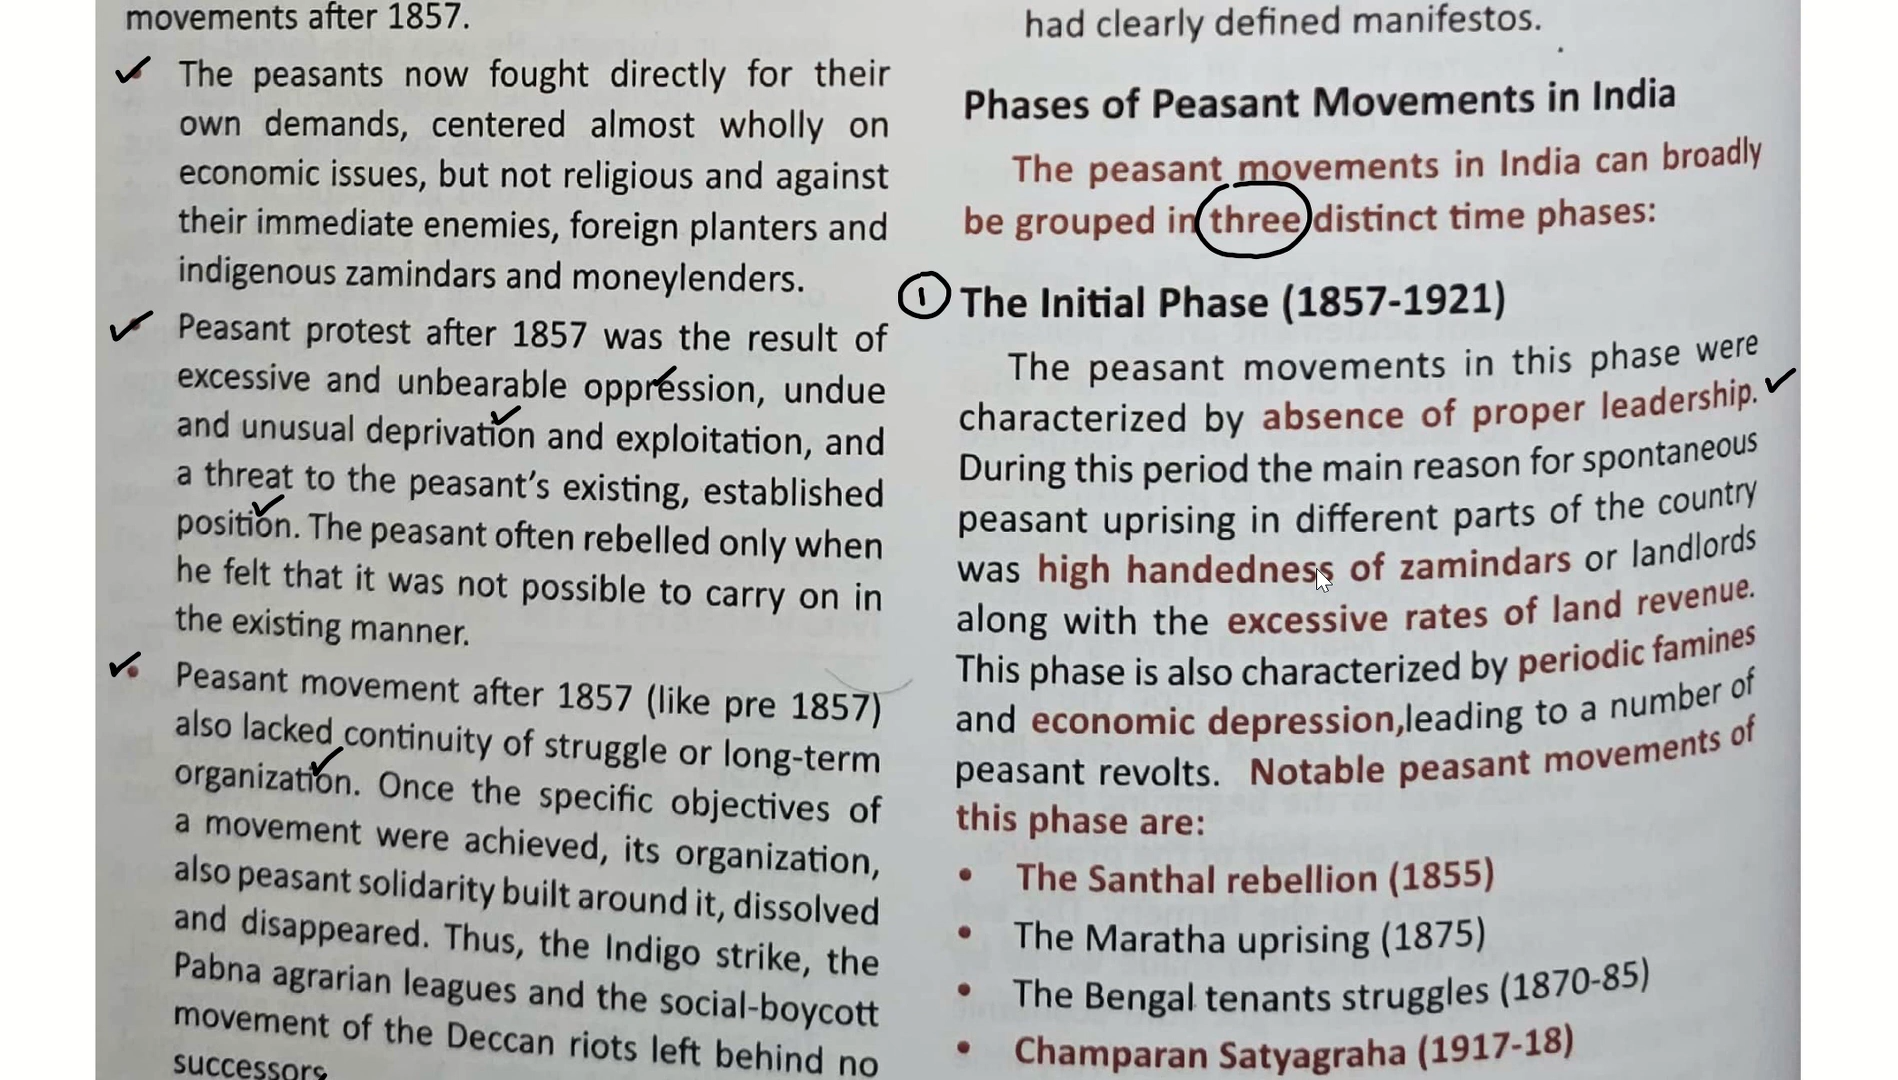 movements after 1857.
The peasants now fought directly for their
own demands, centered almost wholly on
economic issues, but not religious and against
their immediate enemies, foreign planters and
indigenous zamindars and moneylenders.
Peasant protest after 1857 was the result of
excessive and unbearable oppression, undue
and unusual deprivation and exploitation, and
a threat to the peasant's existing, established
position. The peasant often rebelled only when
he felt that it was not possible to carry on in
the existing manner.
Peasant movement after 1857 (like pre 1857)
also lacked continuity of struggle or long-term
organization. Once the specific objectives of
a movement were achieved, its organization,
also peasant solidarity built around it, dissolved
and disappeared. Thus, the Indigo strike, the
Pabna agrarian leagues and the social-boycott
movement of the Deccan riots left behind no
successors
had clearly defined manifestos.
Phases of Peasant Movements in India
The peasant movements in India can broadly
be grouped in three distinct time phases:
1 The Initial Phase (1857-1921)
The peasant movements in this phase were
characterized by absence of proper leadership.
During this period the main reason for spontaneous
peasant uprising in different parts of the country
was high handedness of zamindars or landlords
along with the excessive rates of land revenue.
This phase is also characterized by periodic famines
and economic depression,leading to a number of
peasant revolts. Notable peasant movements of
this phase are:
• The Santhal rebellion (1855)
• The Maratha uprising (1875)
• The Bengal tenants struggles (1870-85)
• Champaran Satyagraha (1917-18)